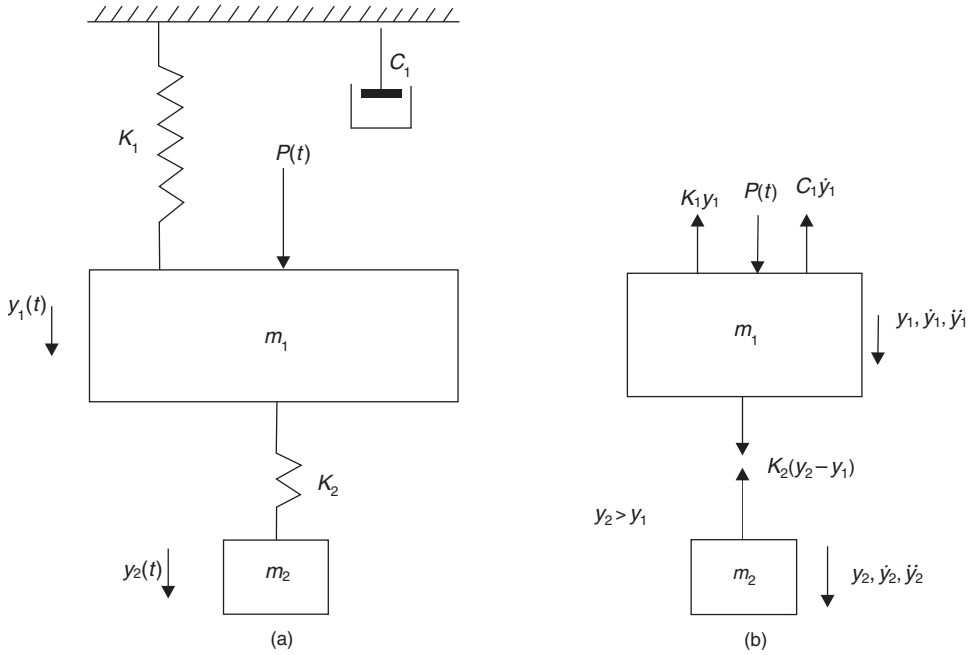 C₁
K₁
P(t)
y₁(t)
m₁
K₂
y₂(t)
m₂
(a)
K₁y₁
P(t)
C₁ẏ₁
m₁
y₁, ẏ₁, ÿ₁
K₂(y₂ – y₁)
y₂ > y₁
m₂
y₂, ẏ₂, ÿ₂
(b)